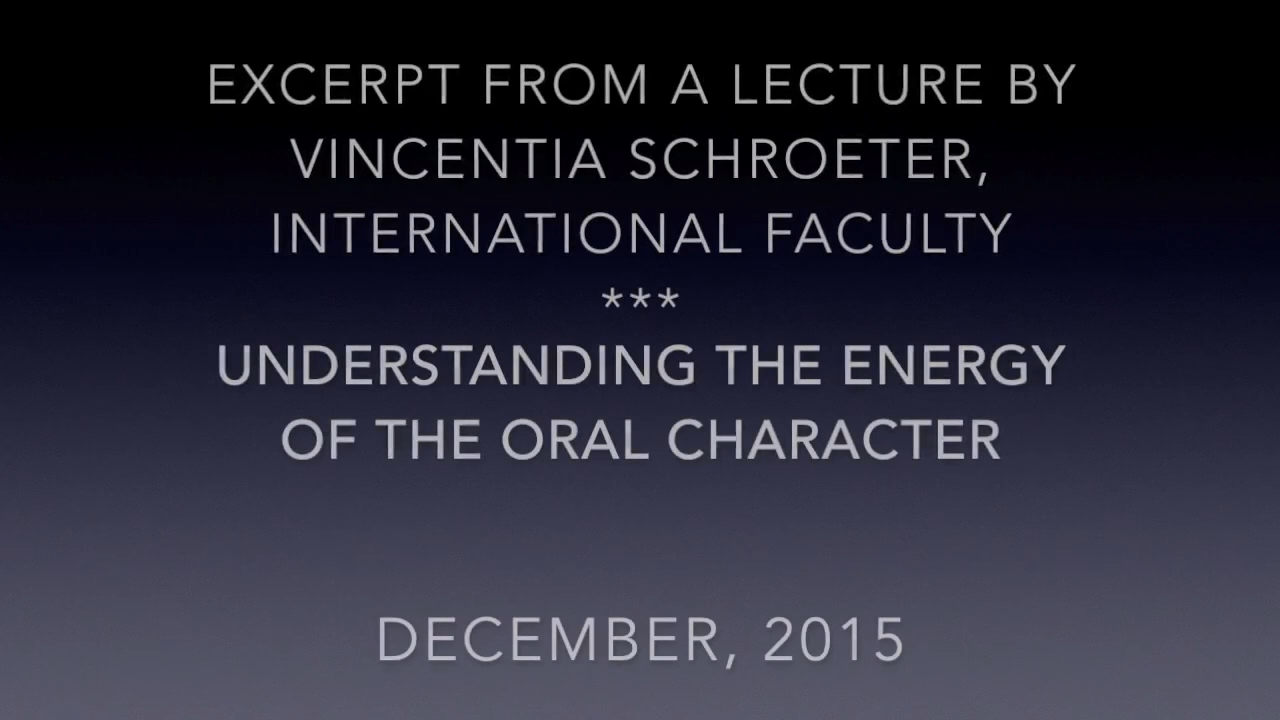 EXCERPT FROM A LECTURE BY
VINCENTIA SCHROETER,
INTERNATIONAL FACULTY
***
UNDERSTANDING THE ENERGY
OF THE ORAL CHARACTER
DECEMBER, 2015